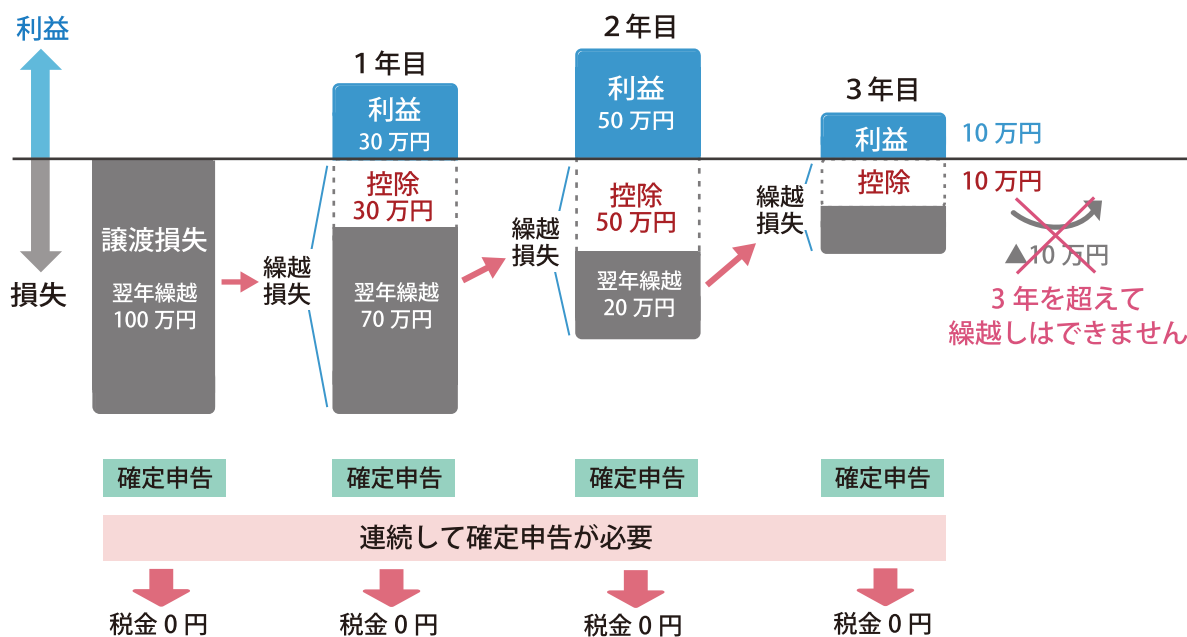 利益
損失
譲渡損失
翌年繰越
100万円
1年目
利益
30万円
控除
30万円
繰越
損失
翌年繰越
70万円
2年目
利益
50万円
控除
50万円
繰越
損失
翌年繰越
20万円
3年目
利益
10万円
控除
10万円
繰越
損失
▲10万円
3年を超えて
繰越しはできません
確定申告
確定申告
確定申告
確定申告
連続して確定申告が必要
税金0円
税金0円
税金0円
税金0円